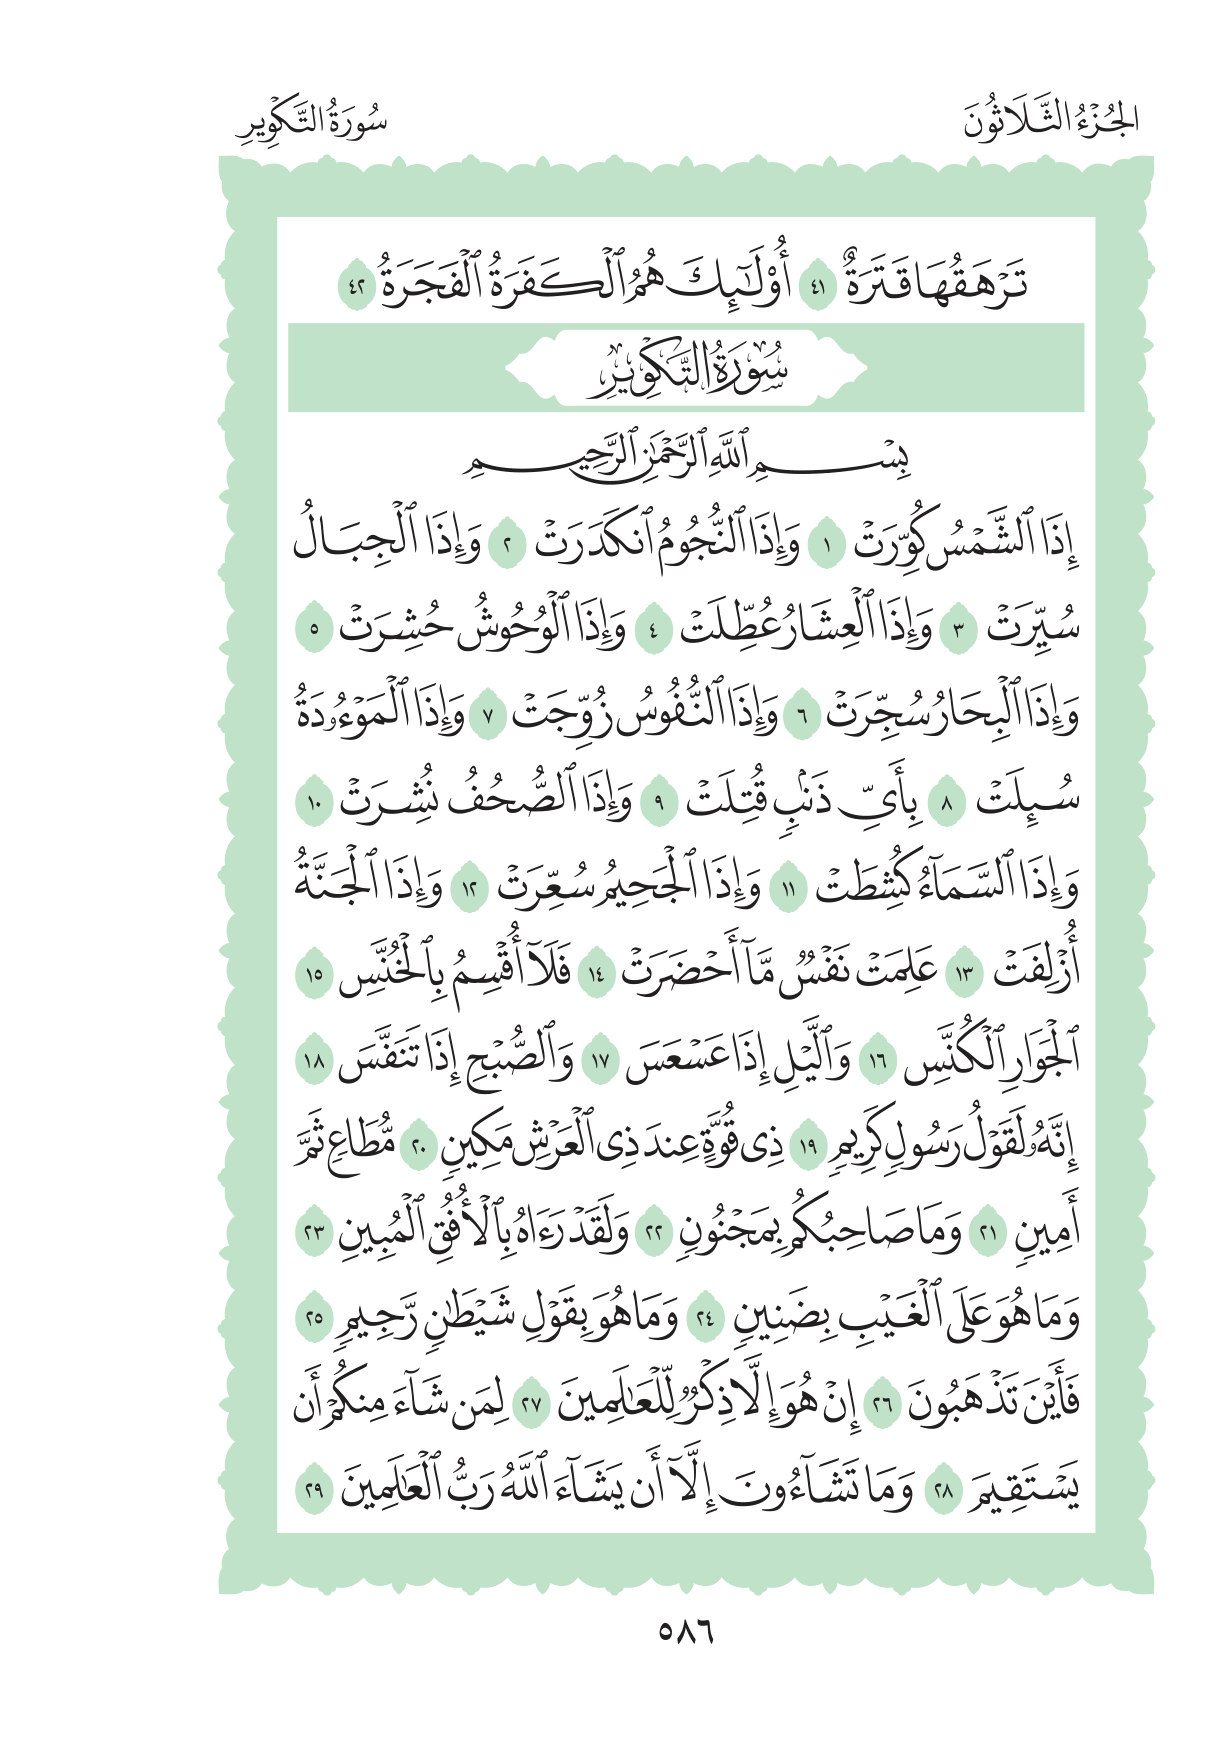 الجُزْءُ الثَّلَاثُونَ
سُورَةُ التَّكْوِيرِ
تَرْهَقُهَا قَتَرَةٌ ٤١ أُوْلَٰٓئِكَ هُمُ ٱلْكَفَرَةُ ٱلْفَجَرَةُ ٤٢
سُورَةُ التَّكْوِيرِ
بِسْمِ ٱللَّهِ ٱلرَّحْمَٰنِ ٱلرَّحِيمِ
إِذَا ٱلشَّمْسُ كُوِّرَتْ ١ وَإِذَا ٱلنُّجُومُ ٱنكَدَرَتْ ٢ وَإِذَا ٱلْجِبَالُ
سُيِّرَتْ ٣ وَإِذَا ٱلْعِشَارُ عُطِّلَتْ ٤ وَإِذَا ٱلْوُحُوشُ حُشِرَتْ ٥
وَإِذَا ٱلْبِحَارُ سُجِّرَتْ ٦ وَإِذَا ٱلنُّفُوسُ زُوِّجَتْ ٧ وَإِذَا ٱلْمَوْءُۥدَةُ
سُئِلَتْ ٨ بِأَيِّ ذَنۢبٍ قُتِلَتْ ٩ وَإِذَا ٱلصُّحُفُ نُشِرَتْ ١٠
وَإِذَا ٱلسَّمَآءُ كُشِطَتْ ١١ وَإِذَا ٱلْجَحِيمُ سُعِّرَتْ ١٢ وَإِذَا ٱلْجَنَّةُ
أُزْلِفَتْ ١٣ عَلِمَتْ نَفْسٌ مَّآ أَحْضَرَتْ ١٤ فَلَآ أُقْسِمُ بِٱلْخُنَّسِ ١٥
ٱلْجَوَارِ ٱلْكُنَّسِ ١٦ وَٱلَّيْلِ إِذَا عَسْعَسَ ١٧ وَٱلصُّبْحِ إِذَا تَنَفَّسَ ١٨
إِنَّهُۥ لَقَوْلُ رَسُولٍ كَرِيمٍ ١٩ ذِى قُوَّةٍ عِندَ ذِى ٱلْعَرْشِ مَكِينٍ ٢٠ مُّطَاعٍ ثَمَّ
أَمِينٍ ٢١ وَمَا صَاحِبُكُم بِمَجْنُونٍ ٢٢ وَلَقَدْ رَءَاهُ بِٱلْأُفُقِ ٱلْمُبِينِ ٢٣
وَمَا هُوَ عَلَى ٱلْغَيْبِ بِضَنِينٍ ٢٤ وَمَا هُوَ بِقَوْلِ شَيْطَٰنٍ رَّجِيمٍ ٢٥
فَأَيْنَ تَذْهَبُونَ ٢٦ إِنْ هُوَ إِلَّا ذِكْرٌ لِّلْعَٰلَمِينَ ٢٧ لِمَن شَآءَ مِنكُمْ أَن
يَسْتَقِيمَ ٢٨ وَمَا تَشَآءُونَ إِلَّآ أَن يَشَآءَ ٱللَّهُ رَبُّ ٱلْعَٰلَمِينَ ٢٩
٥٨٦